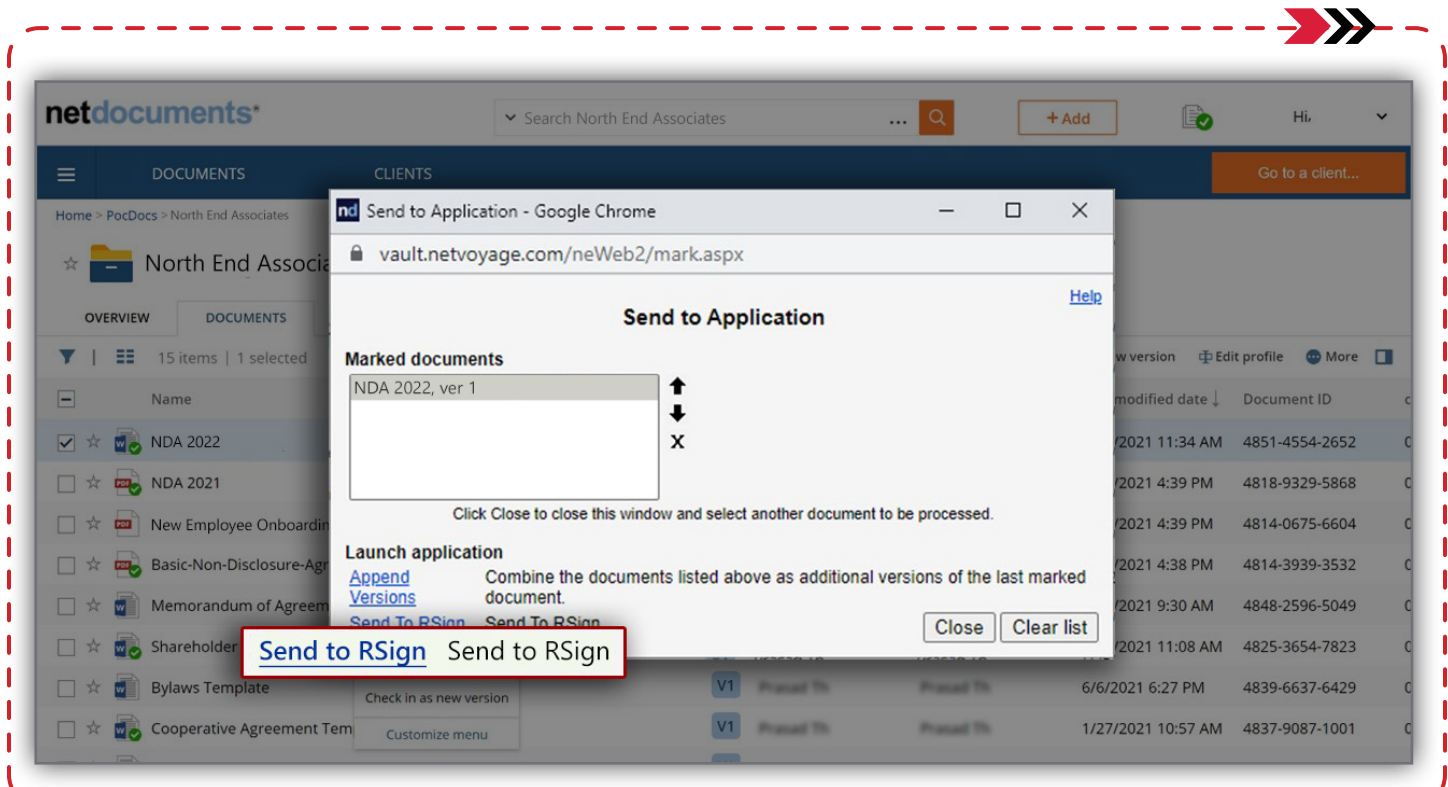 netdocuments
Search North End Associates ...
+ Add
Hi,
DOCUMENTS CLIENTS Go to a client...
Home > PocDocs > North End Associates
nd Send to Application - Google Chrome
vault.netvoyage.com/neWeb2/mark.aspx
North End Associa
Help
Send to Application
OVERVIEW DOCUMENTS
15 items | 1 selected
w version Edit profile More
Marked documents
NDA 2022, ver 1
X
Name modified date ↓ Document ID
NDA 2022 /2021 11:34 AM 4851-4554-2652
NDA 2021 /2021 4:39 PM 4818-9329-5868
Click Close to close this window and select another document to be processed.
New Employee Onboardin /2021 4:39 PM 4814-0675-6604
Launch application
Basic-Non-Disclosure-Agr /2021 4:38 PM 4814-3939-3532
Append Versions Combine the documents listed above as additional versions of the last marked
document.
Memorandum of Agreem /2021 9:30 AM 4848-2596-5049
Send To RSign Send To RSign
Close Clear list
Shareholder /2021 11:08 AM 4825-3654-7823
Send to RSign Send to RSign
Bylaws Template V1 6/6/2021 6:27 PM 4839-6637-6429
Check in as new version
Cooperative Agreement Tem V1 1/27/2021 10:57 AM 4837-9087-1001
Customize menu